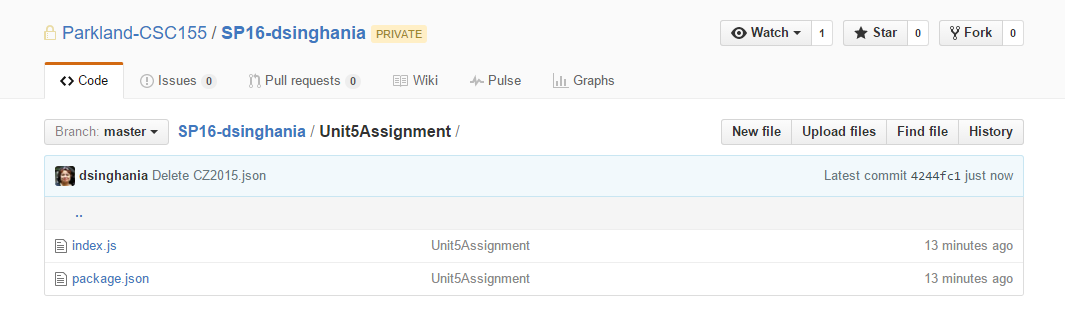 Parkland-CSC155 / SP16-dsinghania PRIVATE Watch 1 Star 0 Fork 0
Code Issues 0 Pull requests 0 Wiki Pulse Graphs
Branch: master SP16-dsinghania / Unit5Assignment / New file Upload files Find file History
dsinghania Delete CZ2015.json Latest commit 4244fc1 just now
..
index.js Unit5Assignment 13 minutes ago
package.json Unit5Assignment 13 minutes ago